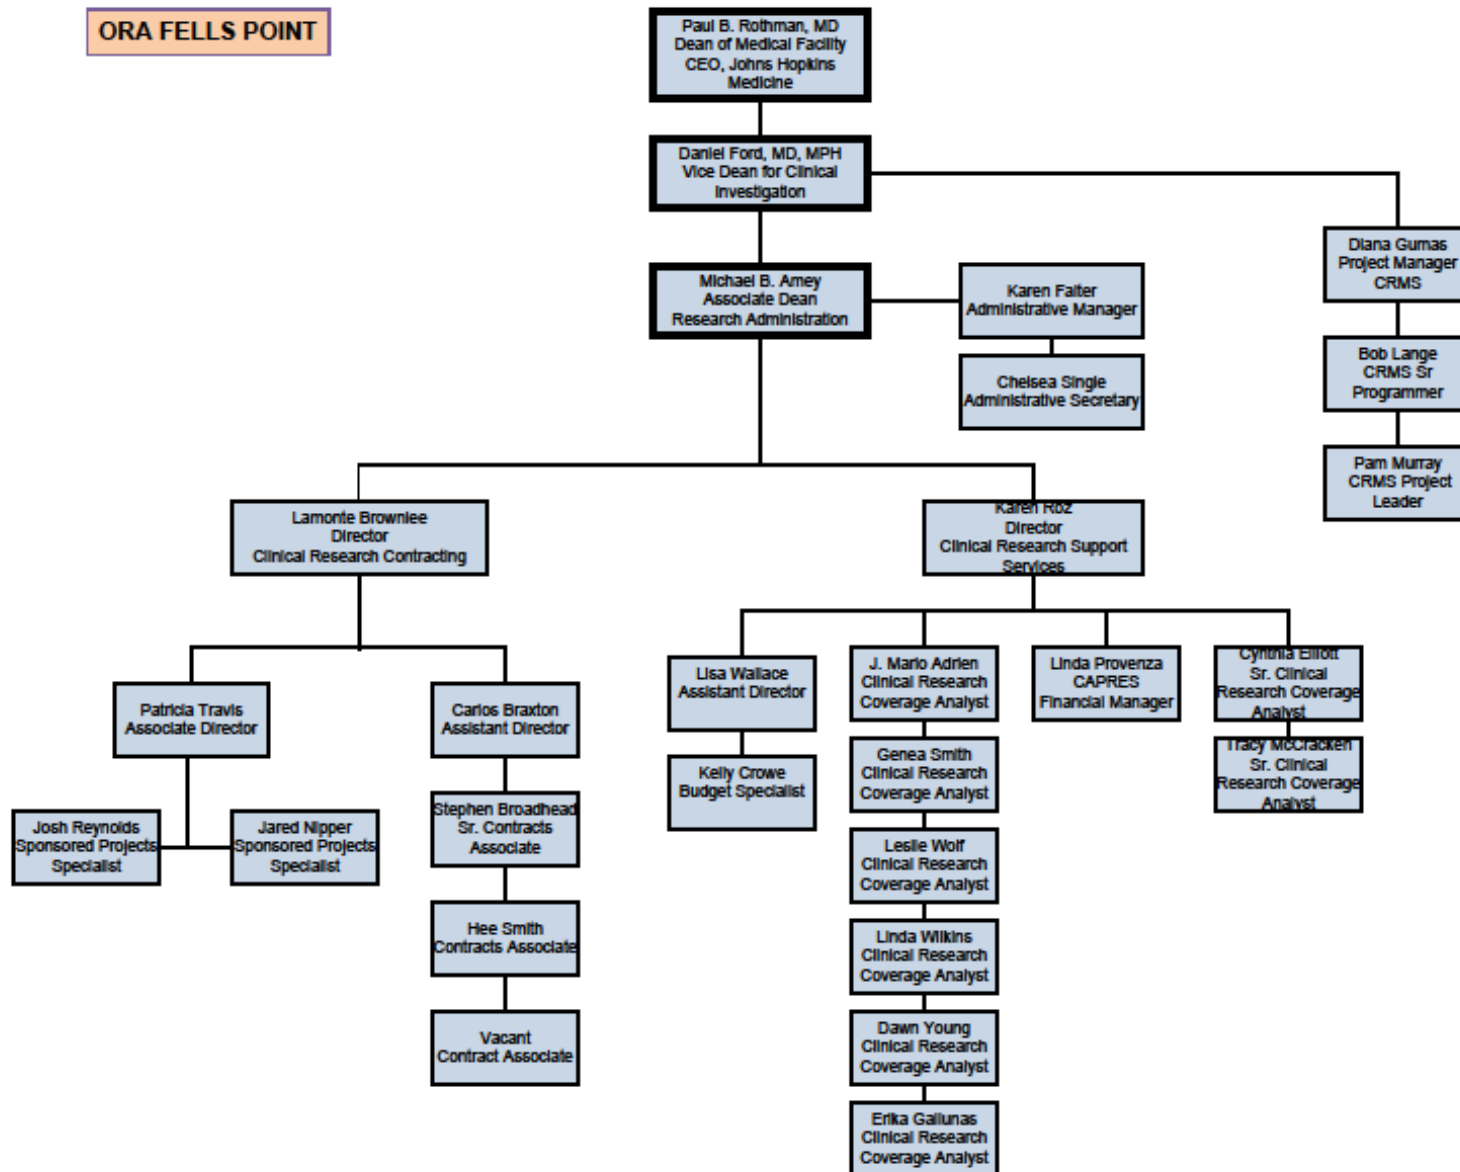 ORA FELLS POINT
Paul B. Rothman, MD
Dean of Medical Facility
CEO, Johns Hopkins
Medicine
Daniel Ford, MD, MPH
Vice Dean for Clinical
Investigation
Michael B. Amey
Associate Dean
Research Administration
Karen Falter
Administrative Manager
Chelsea Single
Administrative Secretary
Diana Gumas
Project Manager
CRMS
Bob Lange
CRMS Sr
Programmer
Pam Murray
CRMS Project
Leader
Lamonte Brownlee
Director
Clinical Research Contracting
Karen Roz
Director
Clinical Research Support
Services
Patricia Travis
Associate Director
Josh Reynolds
Sponsored Projects
Specialist
Jared Nipper
Sponsored Projects
Specialist
Carlos Braxton
Assistant Director
Stephen Broadhead
Sr. Contracts
Associate
Hee Smith
Contracts Associate
Vacant
Contract Associate
Lisa Wallace
Assistant Director
Kelly Crowe
Budget Specialist
J. Mario Adrien
Clinical Research
Coverage Analyst
Genea Smith
Clinical Research
Coverage Analyst
Leslie Wolf
Clinical Research
Coverage Analyst
Linda Wilkins
Clinical Research
Coverage Analyst
Dawn Young
Clinical Research
Coverage Analyst
Erika Gallunas
Clinical Research
Coverage Analyst
Linda Provenza
CAPRES
Financial Manager
Cynthia Elliott
Sr. Clinical
Research Coverage
Analyst
Tracy McCracken
Sr. Clinical
Research Coverage
Analyst